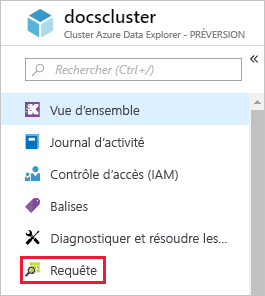 docscluster
Cluster Azure Data Explorer - PRÉVERSION
Rechercher (Ctrl+/)
Vue d’ensemble
Journal d’activité
Contrôle d’accès (IAM)
Balises
Diagnostiquer et résoudre les...
Requête